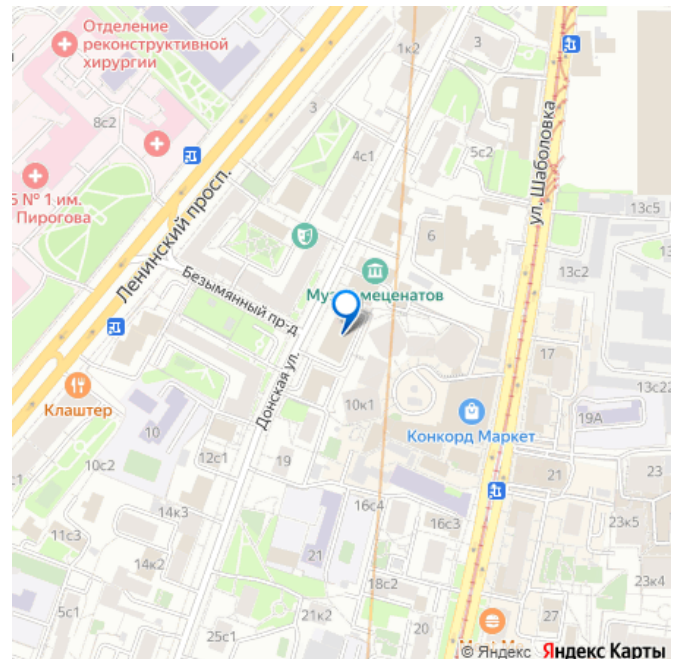 Отделение
реконструктивной
хирургии
1к2
3
3
8с2
4с1
5с2
ул. Шаболовка
Б № 1 им.
Пирогова
Ленинский просп.
13с5
6
13с2
Безымянный пр-д
Музей меценатов
17
Донская ул.
Клаштер
10к1
13с22
19А
Конкорд Маркет
10
10с2
12с1
19
21
23
с1
16с4
14к3
16с3
23к5
11с3
21
14к2
18с2
23к4
5с1
21к2
27
20
25с1
© Яндекс Яндекс Карты